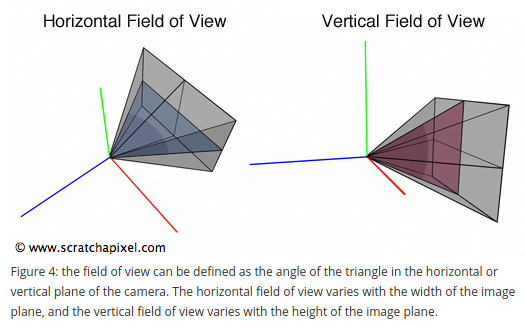 Horizontal Field of View
Vertical Field of View
© www.scratchapixel.com
Figure 4: the field of view can be defined as the angle of the triangle in the horizontal or
vertical plane of the camera. The horizontal field of view varies with the width of the image
plane, and the vertical field of view varies with the height of the image plane.